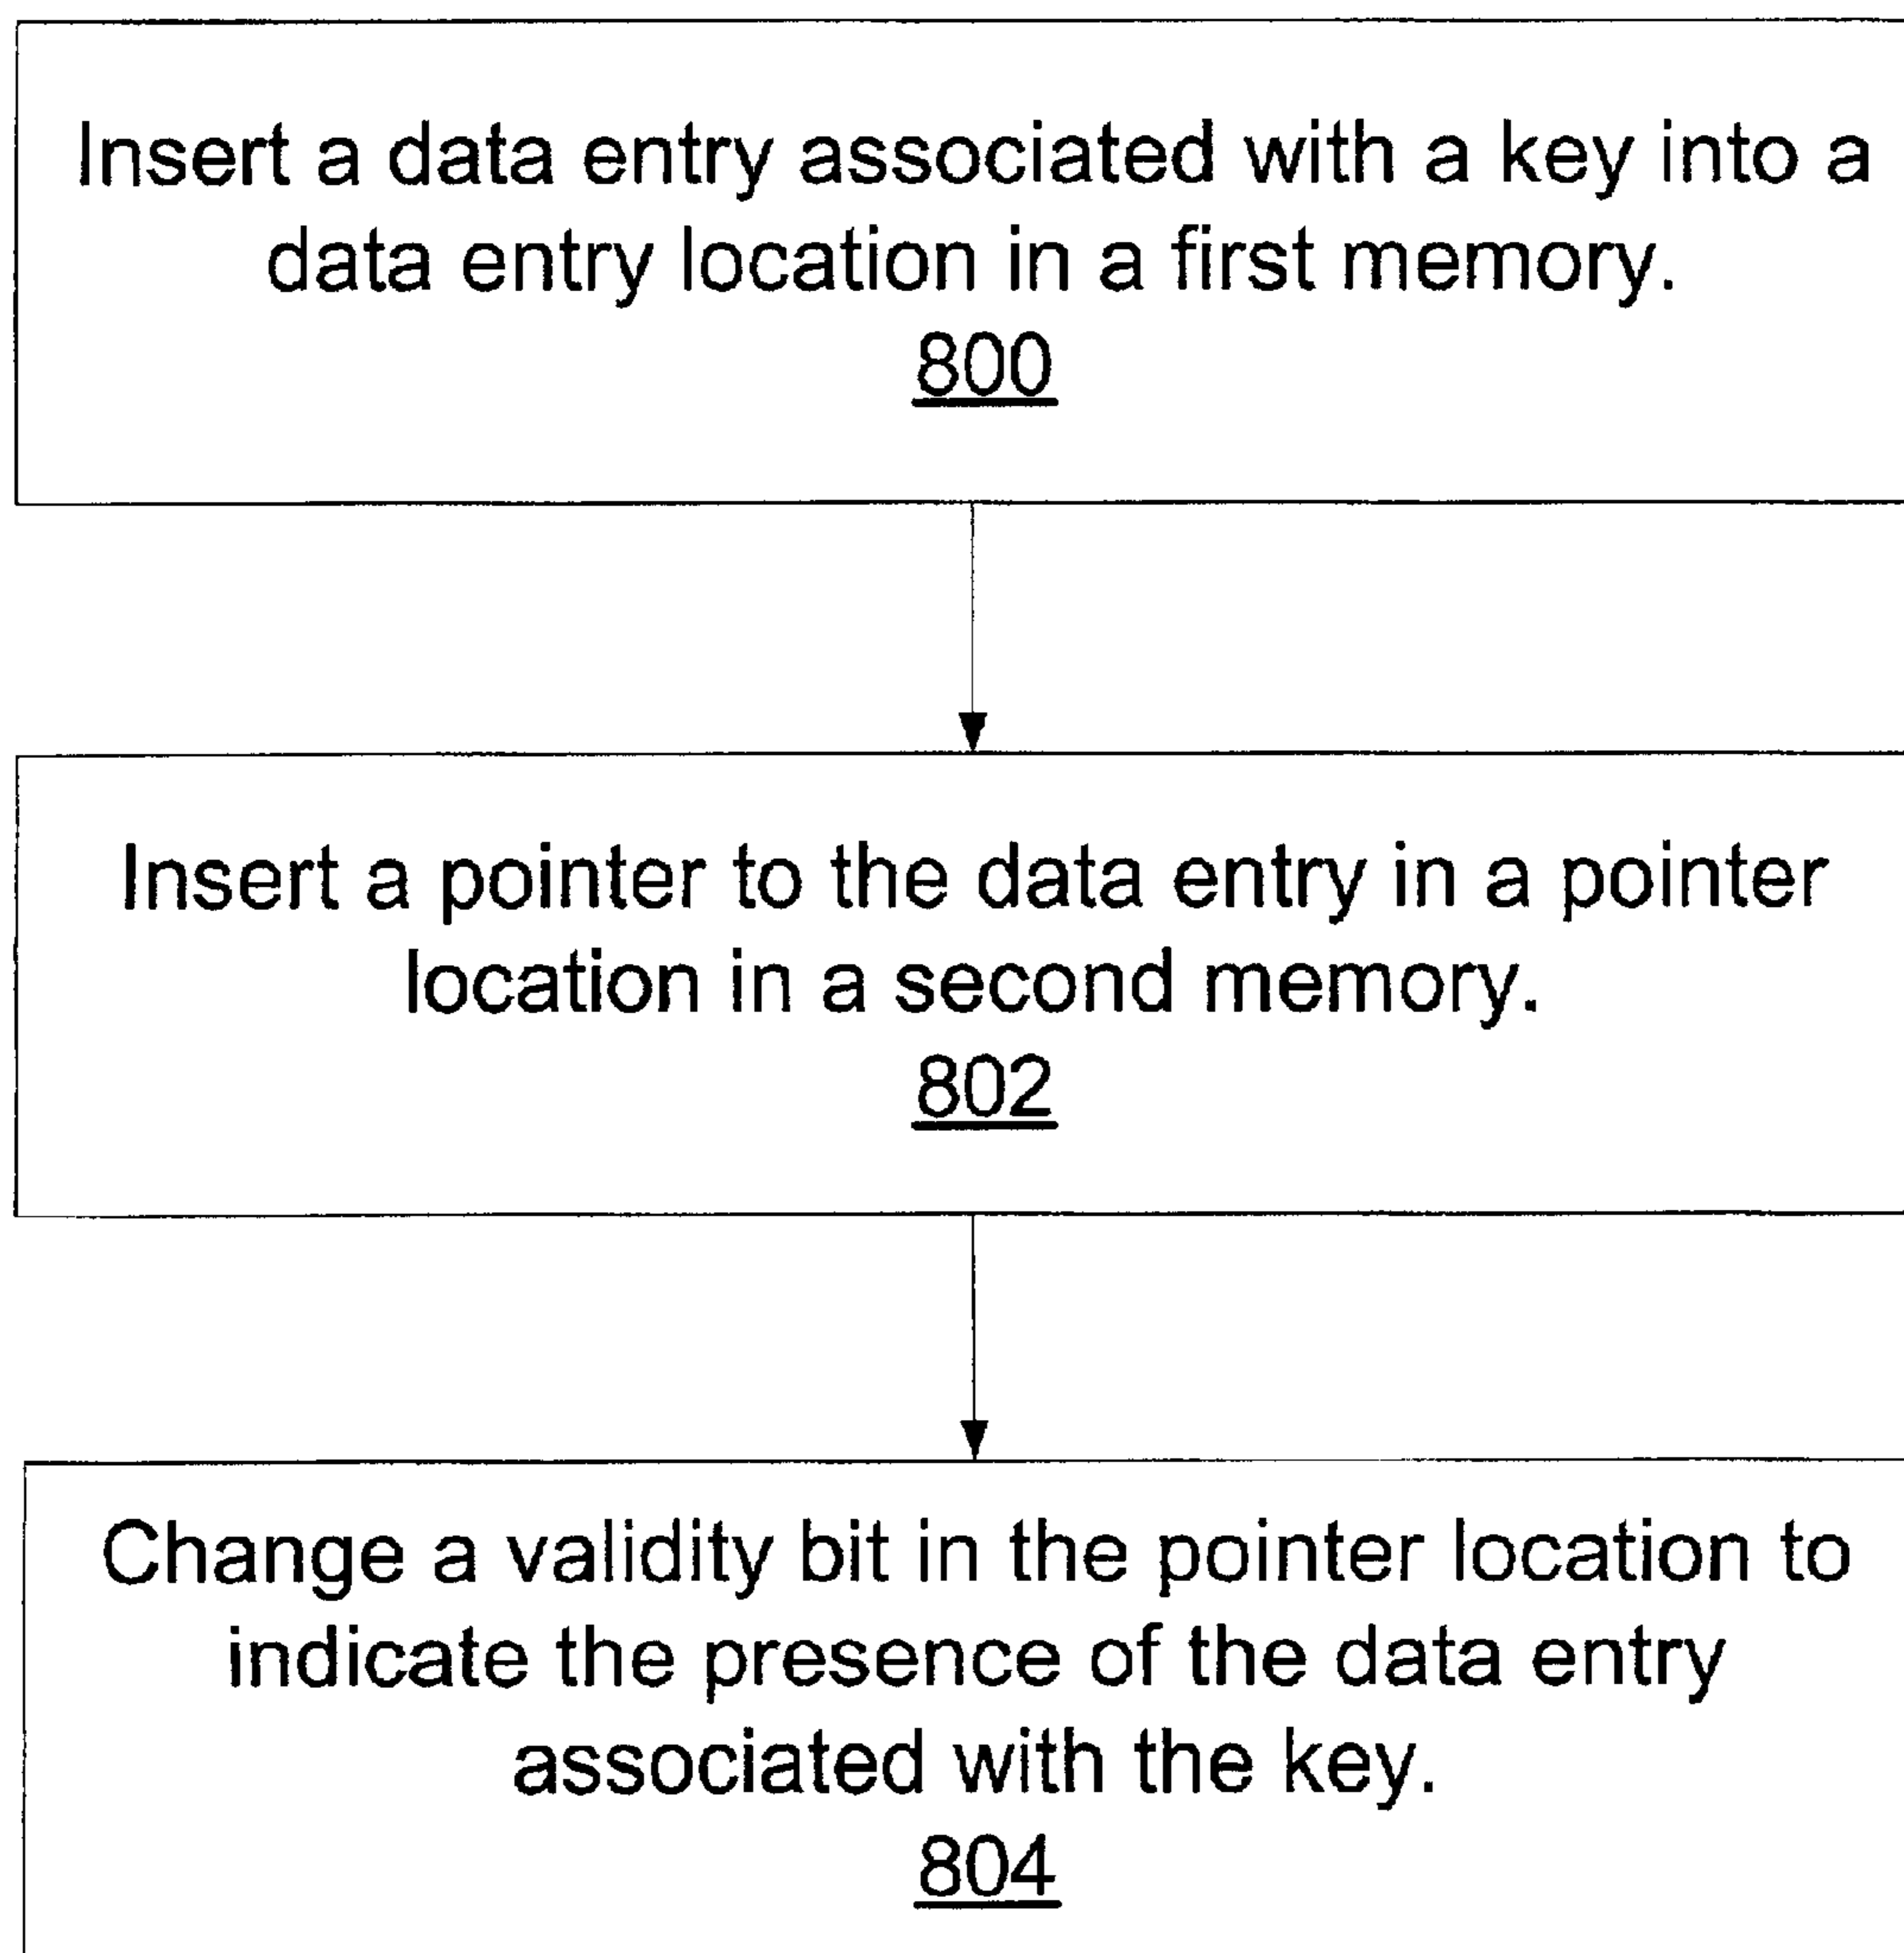 Insert a data entry associated with a key into a
data entry location in a first memory.
800
Insert a pointer to the data entry in a pointer
location in a second memory.
802
Change a validity bit in the pointer location to
indicate the presence of the data entry
associated with the key.
804